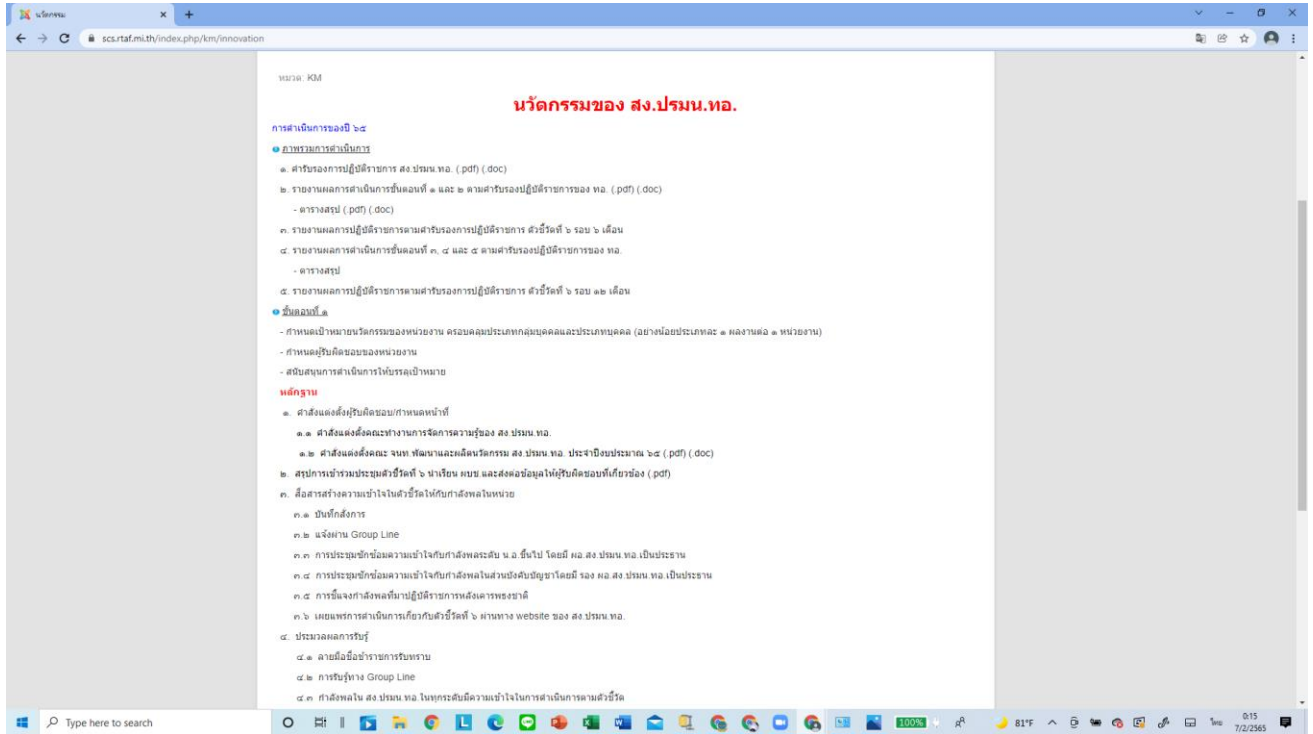 นวัตกรรม
scs.rtaf.mi.th/index.php/km/innovation
หมวด: KM
นวัตกรรมของ สง.ปรมน.ทอ.
การดำเนินการของปี ๖๕
ภาพรวมการดำเนินการ
๑. คำรับรองการปฏิบัติราชการ สง.ปรมน.ทอ. (.pdf) (.doc)
๒. รายงานผลการดำเนินการขั้นตอนที่ ๑ และ ๒ ตามคำรับรองปฏิบัติราชการของ ทอ. (.pdf) (.doc)
- ตารางสรุป (.pdf) (.doc)
๓. รายงานผลการปฏิบัติราชการตามคำรับรองการปฏิบัติราชการ ตัวชี้วัดที่ ๖ รอบ ๖ เดือน
๔. รายงานผลการดำเนินการขั้นตอนที่ ๓, ๔ และ ๕ ตามคำรับรองปฏิบัติราชการของ ทอ.
- ตารางสรุป
๕. รายงานผลการปฏิบัติราชการตามคำรับรองการปฏิบัติราชการ ตัวชี้วัดที่ ๖ รอบ ๑๒ เดือน
ขั้นตอนที่ ๑
- กำหนดเป้าหมายนวัตกรรมของหน่วยงาน ครอบคลุมประเภทกลุ่มบุคคลและประเภทบุคคล (อย่างน้อยประเภทละ ๑ ผลงานต่อ ๑ หน่วยงาน)
- กำหนดผู้รับผิดชอบของหน่วยงาน
- สนับสนุนการดำเนินการให้บรรลุเป้าหมาย
หลักฐาน
๑. คำสั่งแต่งตั้งผู้รับผิดชอบ/กำหนดหน้าที่
๑.๑ คำสั่งแต่งตั้งคณะทำงานการจัดการความรู้ของ สง.ปรมน.ทอ.
๑.๒ คำสั่งแต่งตั้งคณะ จนท.พัฒนาและผลิตนวัตกรรม สง.ปรมน.ทอ. ประจำปีงบประมาณ ๖๕ (.pdf) (.doc)
๒. สรุปการเข้าร่วมประชุมตัวชี้วัดที่ ๖ นำเรียน ผบช.และส่งต่อข้อมูลให้ผู้รับผิดชอบที่เกี่ยวข้อง (.pdf)
๓. สื่อสารสร้างความเข้าใจในตัวชี้วัดให้กับกำลังพลในหน่วย
๓.๑ บันทึกสั่งการ
๓.๒ แจ้งผ่าน Group Line
๓.๓ การประชุมซักซ้อมความเข้าใจกับกำลังพลระดับ น.อ.ขึ้นไป โดยมี ผอ.สง.ปรมน.ทอ.เป็นประธาน
๓.๔ การประชุมซักซ้อมความเข้าใจกับกำลังพลในส่วนบังคับบัญชาโดยมี รอง ผอ.สง.ปรมน.ทอ.เป็นประธาน
๓.๕ การชี้แจงกำลังพลที่มาปฏิบัติราชการหลังเคารพธงชาติ
๓.๖ เผยแพร่การดำเนินการเกี่ยวกับตัวชี้วัดที่ ๖ ผ่านทาง website ของ สง.ปรมน.ทอ.
๔. ประมวลผลการรับรู้
๔.๑ ลายมือชื่อข้าราชการรับทราบ
๔.๒ การรับรู้ทาง Group Line
๔.๓ กำลังพลใน สง.ปรมน.ทอ.ในทุกระดับมีความเข้าใจในการดำเนินการตามตัวชี้วัด
Type here to search
100%
81°F
ไทย
0:15
7/2/2565